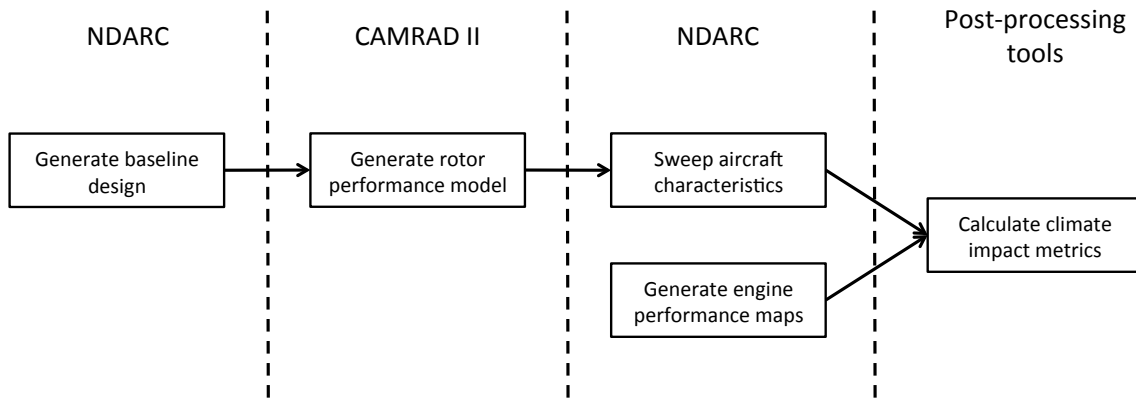 NDARC
CAMRAD II
NDARC
Post-processing
tools
Generate baseline
design
Generate rotor
performance model
Sweep aircraft
characteristics
Generate engine
performance maps
Calculate climate
impact metrics